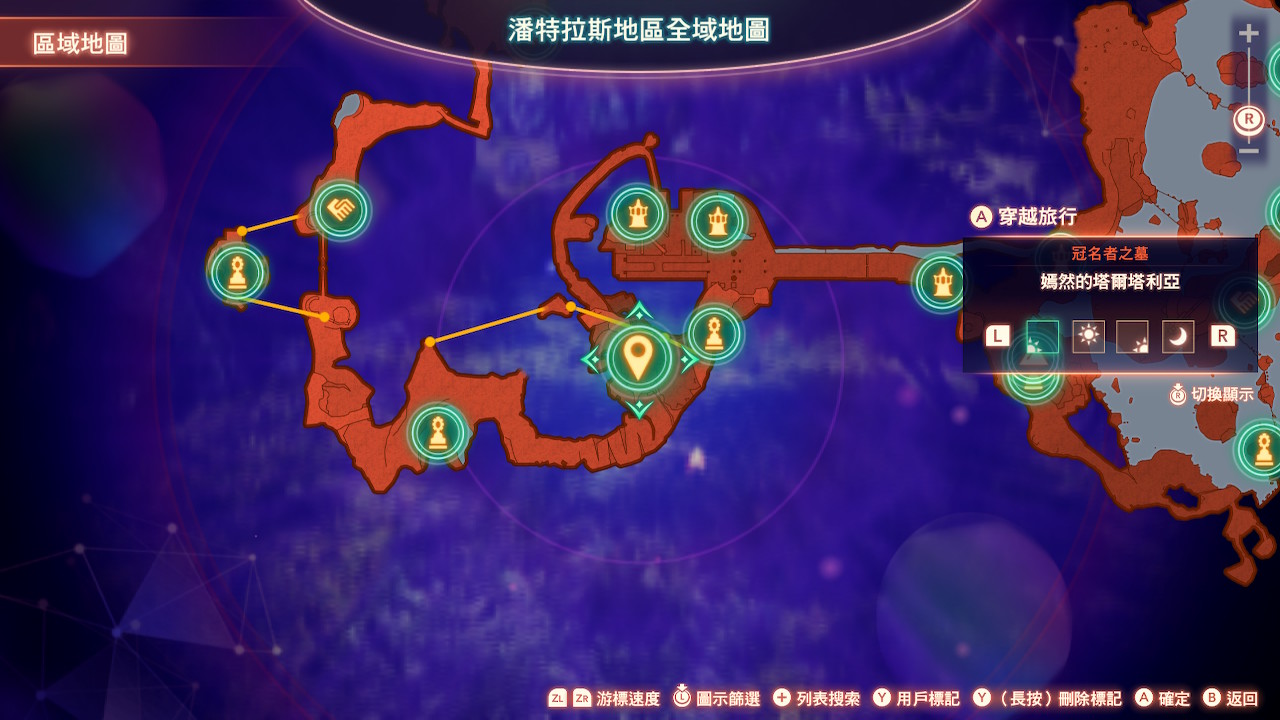 潘特拉斯地區全域地圖
區域地圖
R
A 穿越旅行
冠名者之墓
嫣然的塔爾塔利亞
L R
R 切換顯示
ZL ZR 游標速度 L 圖示篩選 + 列表搜索 Y 用戶標記 Y （長按）刪除標記 A 確定 B 返回